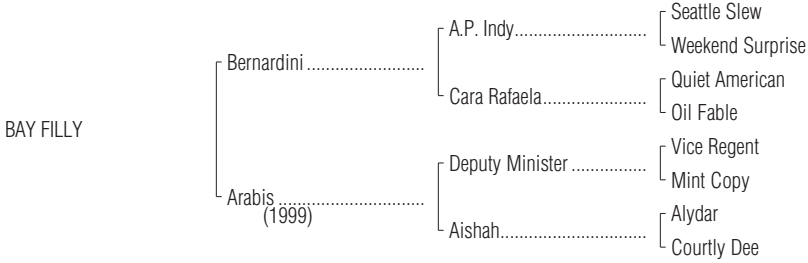 Seattle Slew
A.P. Indy............................
Weekend Surprise
Bernardini .........................
Quiet American
Cara Rafaela......................
Oil Fable
BAY FILLY
Vice Regent
Deputy Minister ................
Mint Copy
Arabis ...............................
(1999)
Alydar
Aishah...............................
Courtly Dee